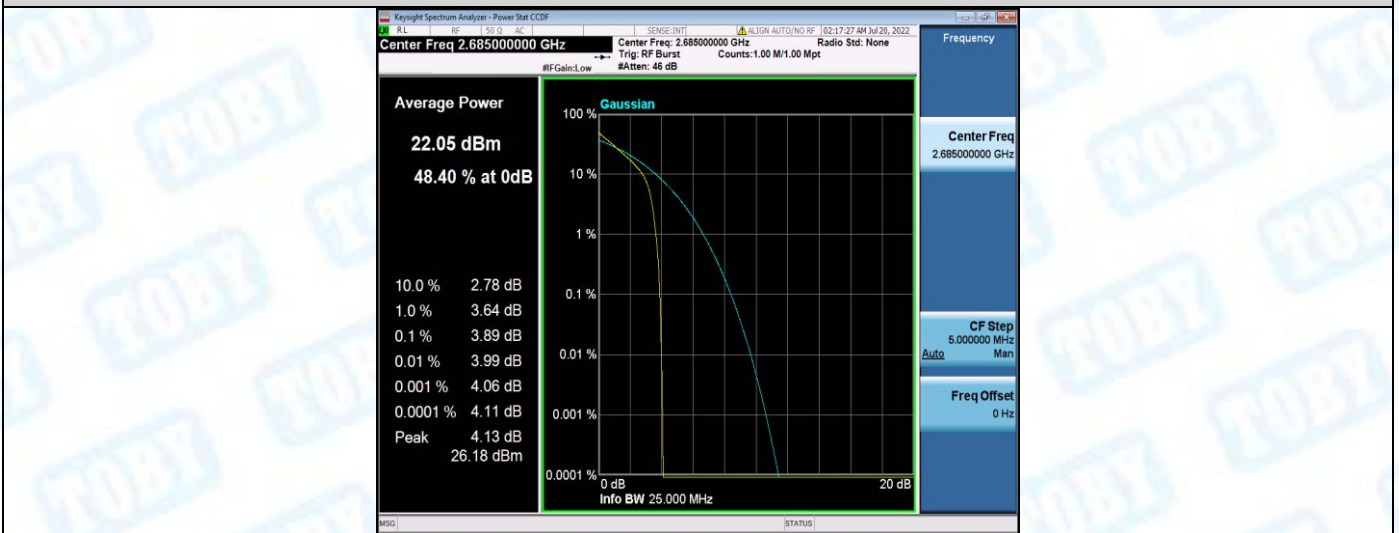 Keysight Spectrum Analyzer - Power Stat CCDF
RL RF 50 Ω AC SENSE:INT ALIGN AUTO/NO RF 02:17:27 AM Jul 20, 2022
Center Freq 2.685000000 GHz
Center Freq: 2.685000000 GHz Radio Std: None
Trig: RF Burst Counts:1.00 M/1.00 Mpt
#IFGain:Low #Atten: 46 dB
Frequency
Average Power
22.05 dBm
48.40 % at 0dB
10.0 % 2.78 dB
1.0 % 3.64 dB
0.1 % 3.89 dB
0.01 % 3.99 dB
0.001 % 4.06 dB
0.0001 % 4.11 dB
Peak 4.13 dB
26.18 dBm
Gaussian
100 %
10 %
1 %
0.1 %
0.01 %
0.001 %
0.0001 %
0 dB 20 dB
Info BW 25.000 MHz
Center Freq
2.685000000 GHz
CF Step
5.000000 MHz
Auto Man
Freq Offset
0 Hz
MSG STATUS
TOBY
TOBY
TOBY
TOBY
TOBY
TOBY
TOBY
TOBY